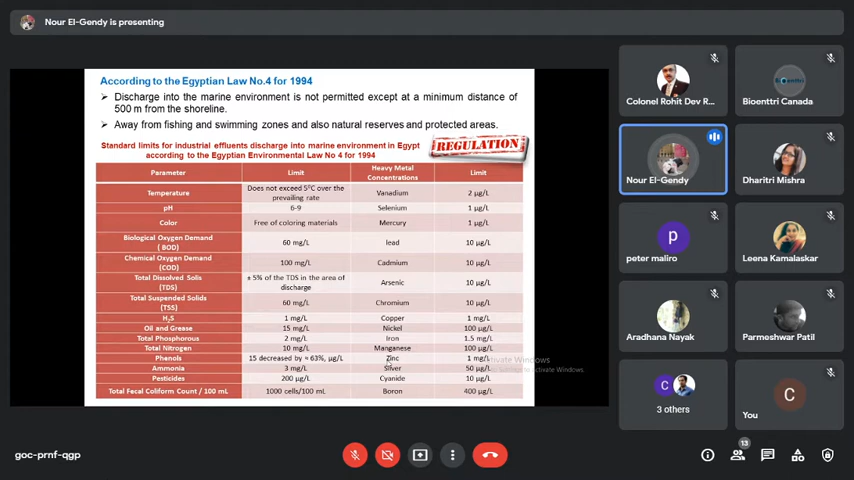 Nour El-Gendy is presenting
According to the Egyptian Law No.4 for 1994
➢ Discharge into the marine environment is not permitted except at a minimum distance of
500 m from the shoreline.
➢ Away from fishing and swimming zones and also natural reserves and protected areas.
Standard limits for industrial effluents discharge into marine environment in Egypt
according to the Egyptian Environmental Law No 4 for 1994
REGULATION
Parameter Limit Heavy Metal Concentrations Limit
Temperature Does not exceed 5°C over the prevailing rate Vanadium 2 µg/L
pH 6-9 Selenium 1 µg/L
Color Free of coloring materials Mercury 1 µg/L
Biological Oxygen Demand ( BOD) 60 mg/L lead 10 µg/L
Chemical Oxygen Demand (COD) 100 mg/L Cadmium 10 µg/L
Total Dissolved Solis (TDS) ± 5% of the TDS in the area of discharge Arsenic 10 µg/L
Total Suspended Solids (TSS) 60 mg/L Chromium 10 µg/L
H₂S 1 mg/L Copper 1 mg/L
Oil and Grease 15 mg/L Nickel 100 µg/L
Total Phosphorous 2 mg/L Iron 1.5 mg/L
Total Nitrogen 10 mg/L Manganese 100 µg/L
Phenols 15 decreased by ≈ 63%, µg/L Zinc 1 mg/L
Ammonia 3 mg/L Silver 50 µg/L
Pesticides 200 µg/L Cyanide 10 µg/L
Total Fecal Coliform Count / 100 mL 1000 cells/100 mL Boron 400 µg/L
Activate Windows
to Activate Windows.
Colonel Rohit Dev R...
Bioenttri
Bioenttri Canada
Nour El-Gendy
Dharitri Mishra
p
peter maliro
Leena Kamalaskar
Aradhana Nayak
Parmeshwar Patil
C
3 others
C
You
goc-prnf-qgp
13